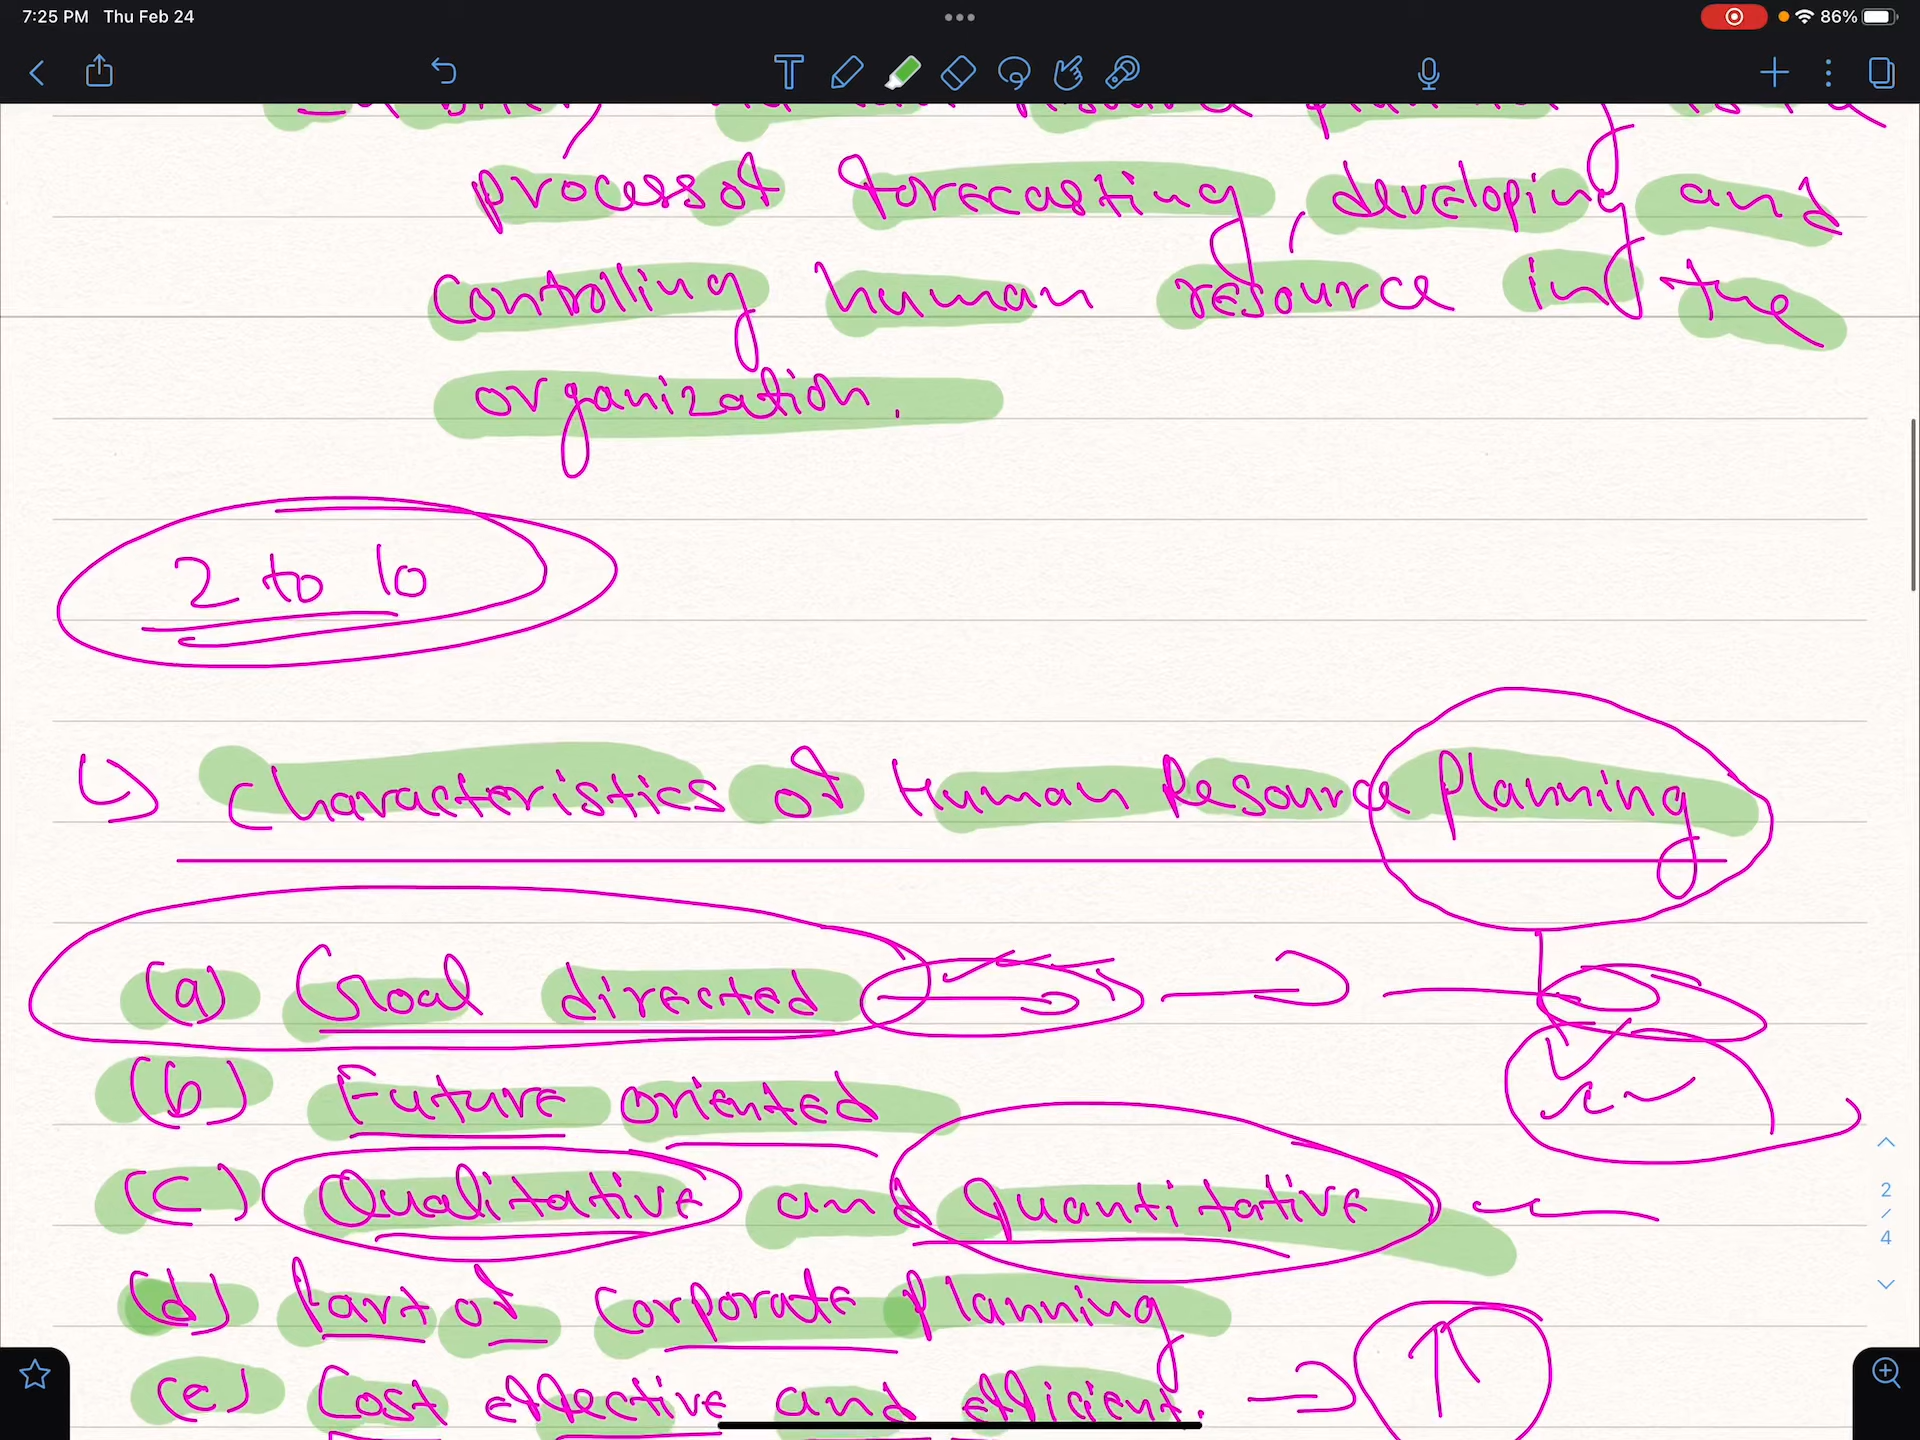 7:25 PM Thu Feb 24
86%
process of forecasting, developing and
controlling human resource in the
organization.
2 to 10
Characteristics of Human Resource Planning
(a) Goal directed
(b) Future oriented
(c) Qualitative and quantitative
(d) Part of corporate planning
(e) Cost effective and efficient.
2
4